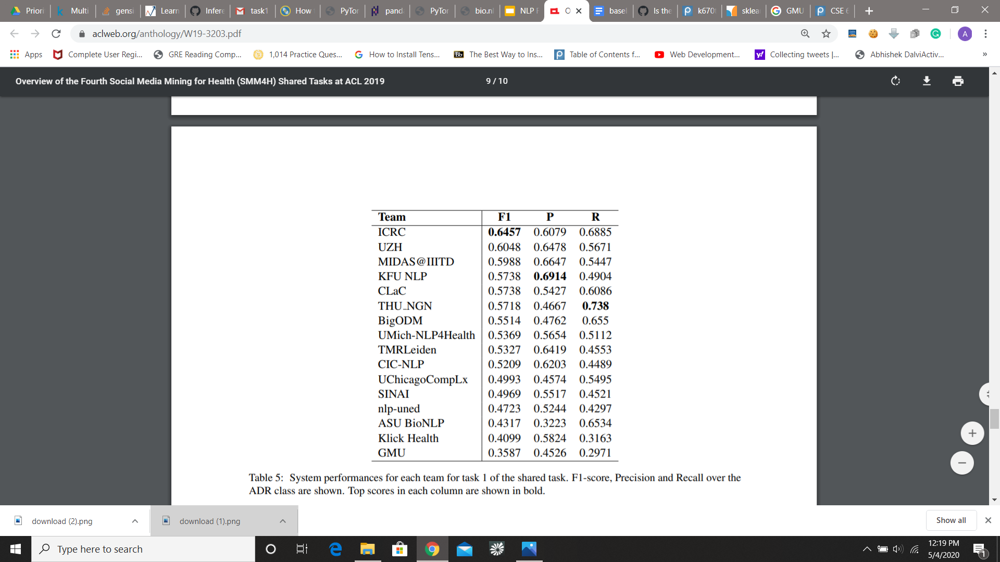 Priori
Multi
gensi
Learn
Infere
task1
How
PyTor
pand
PyTor
bio.nl
NLP F
O
basel
Is the
k670
sklea
GMU
CSE 6
aclweb.org/anthology/W19-3203.pdf
A
Apps
Complete User Regi...
GRE Reading Comp...
1,014 Practice Ques...
How to Install Tens...
Bb
The Best Way to Ins...
Table of Contents f...
Web Development...
Collecting tweets |...
Abhishek DalviActiv...
»
Overview of the Fourth Social Media Mining for Health (SMM4H) Shared Tasks at ACL 2019
9 / 10
Team F1 P R
ICRC 0.6457 0.6079 0.6885
UZH 0.6048 0.6478 0.5671
MIDAS@IIITD 0.5988 0.6647 0.5447
KFU NLP 0.5738 0.6914 0.4904
CLaC 0.5738 0.5427 0.6086
THU_NGN 0.5718 0.4667 0.738
BigODM 0.5514 0.4762 0.655
UMich-NLP4Health 0.5369 0.5654 0.5112
TMRLeiden 0.5327 0.6419 0.4553
CIC-NLP 0.5209 0.6203 0.4489
UChicagoCompLx 0.4993 0.4574 0.5495
SINAI 0.4969 0.5517 0.4521
nlp-uned 0.4723 0.5244 0.4297
ASU BioNLP 0.4317 0.3223 0.6534
Klick Health 0.4099 0.5824 0.3163
GMU 0.3587 0.4526 0.2971
Table 5: System performances for each team for task 1 of the shared task. F1-score, Precision and Recall over the
ADR class are shown. Top scores in each column are shown in bold.
download (2).png
download (1).png
Show all
Type here to search
12:19 PM
5/4/2020
1